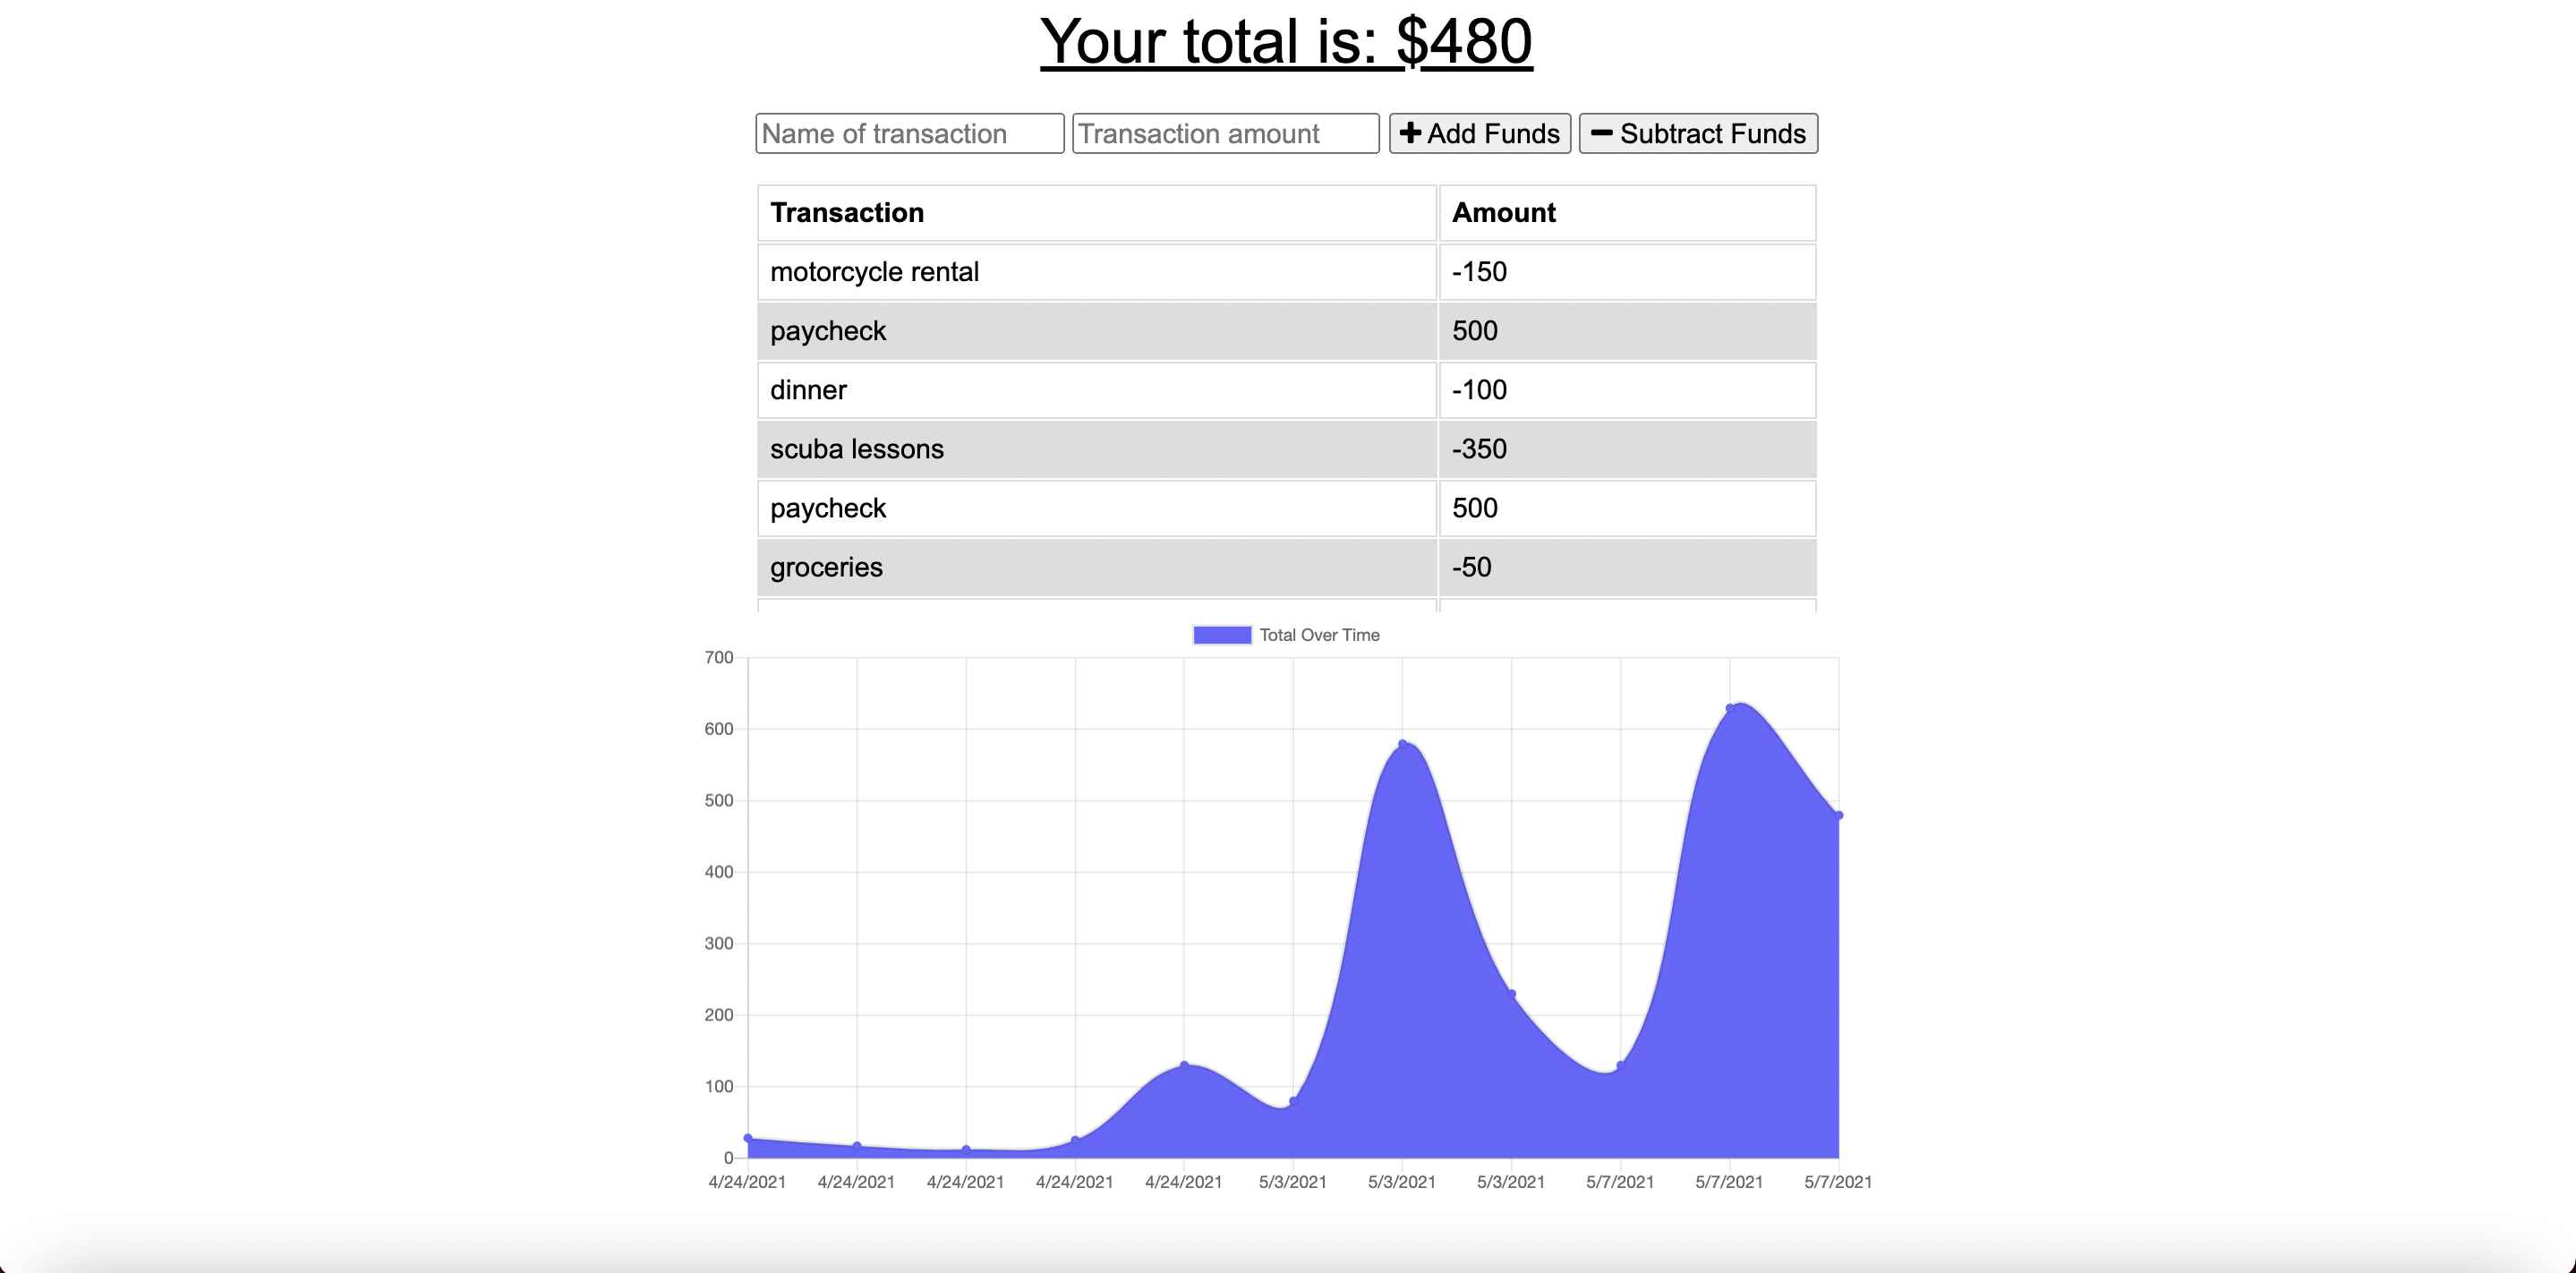 Your total is: $480
Name of transaction Transaction amount Add Funds Subtract Funds
Transaction Amount
motorcycle rental -150
paycheck 500
dinner -100
scuba lessons -350
paycheck 500
groceries -50
Total Over Time
700
600
500
400
300
200
100
0
4/24/2021 4/24/2021 4/24/2021 4/24/2021 4/24/2021 5/3/2021 5/3/2021 5/3/2021 5/7/2021 5/7/2021 5/7/2021